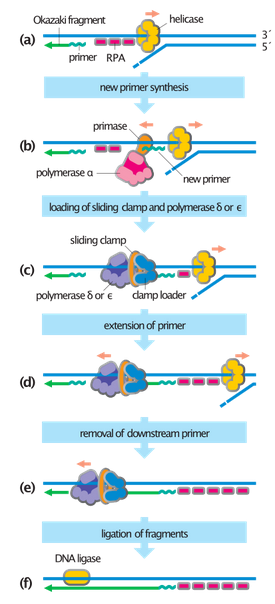 Okazaki fragment
helicase
(a)
3´
5´
primer
RPA
new primer synthesis
primase
(b)
polymerase α
new primer
loading of sliding clamp and polymerase δ or ϵ
sliding clamp
(c)
polymerase δ or ϵ
clamp loader
extension of primer
(d)
removal of downstream primer
(e)
ligation of fragments
DNA ligase
(f)